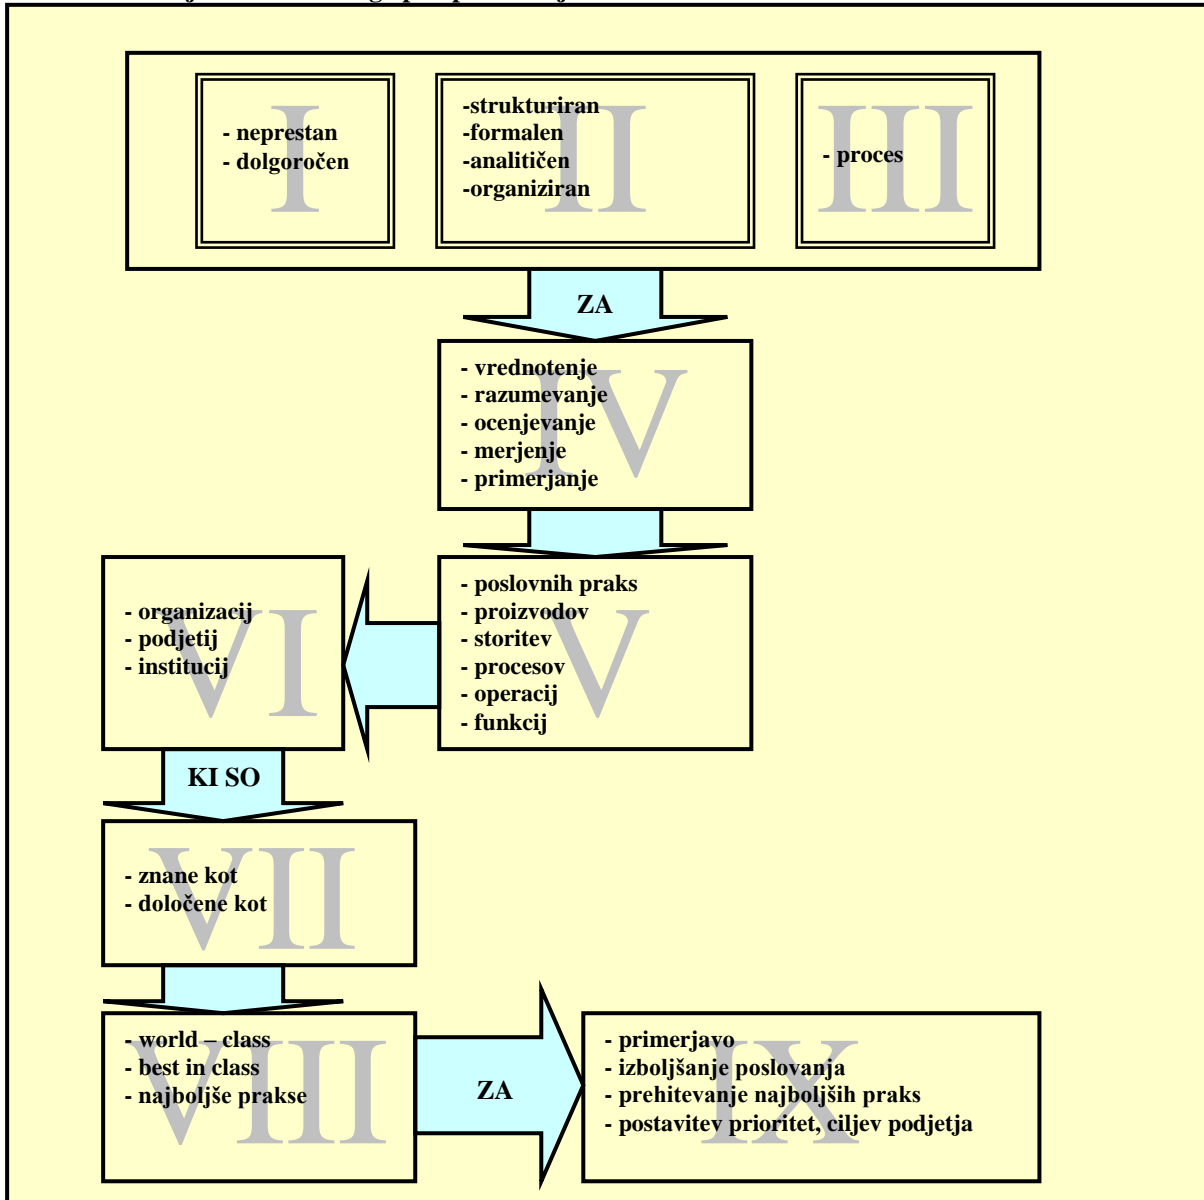 I
- neprestan
- dolgoročen
II
-strukturiran
-formalen
-analitičen
-organiziran
III
- proces
ZA
IV
- vrednotenje
- razumevanje
- ocenjevanje
- merjenje
- primerjanje
V
- poslovnih praks
- proizvodov
- storitev
- procesov
- operacij
- funkcij
VI
- organizacij
- podjetij
- institucij
KI SO
VII
- znane kot
- določene kot
VIII
- world – class
- best in class
- najboljše prakse
ZA
IX
- primerjavo
- izboljšanje poslovanja
- prehitevanje najboljših praks
- postavitev prioritet, ciljev podjetja